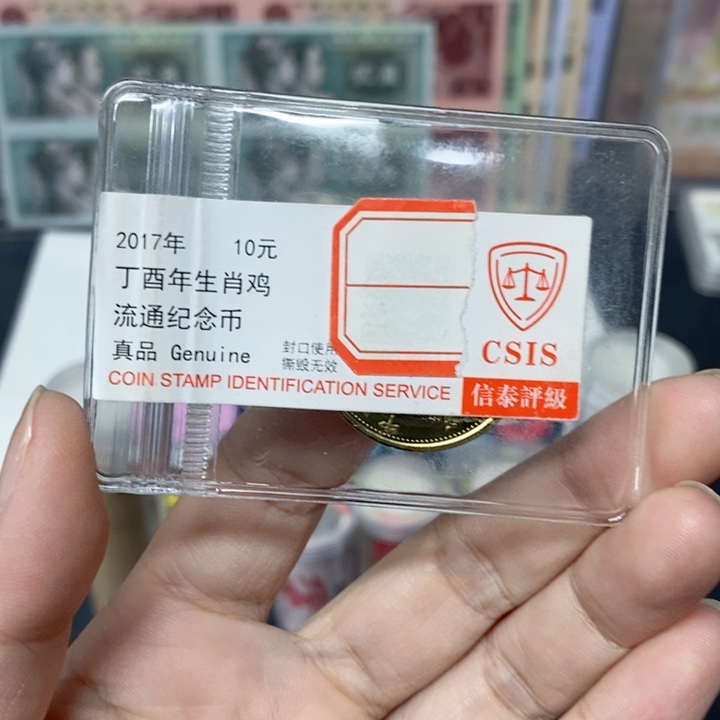 2017年 10元
丁酉年生肖鸡
流通纪念币
真品 Genuine
封口使用
撕毁无效
COIN STAMP IDENTIFICATION SERVICE
CSIS
信泰評級